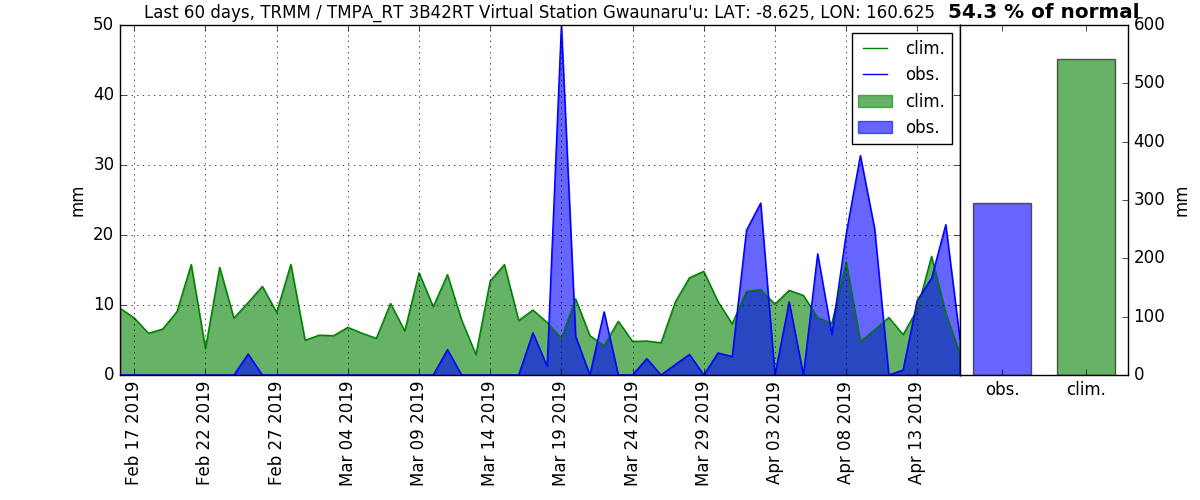 Last 60 days, TRMM / TMPA_RT 3B42RT Virtual Station Gwaunaru'u: LAT: -8.625, LON: 160.625 54.3 % of normal
50
40
30
20
10
0
mm
clim.
obs.
clim.
obs.
600
500
400
300
200
100
0
mm
obs.
clim.
Feb 17 2019
Feb 22 2019
Feb 27 2019
Mar 04 2019
Mar 09 2019
Mar 14 2019
Mar 19 2019
Mar 24 2019
Mar 29 2019
Apr 03 2019
Apr 08 2019
Apr 13 2019